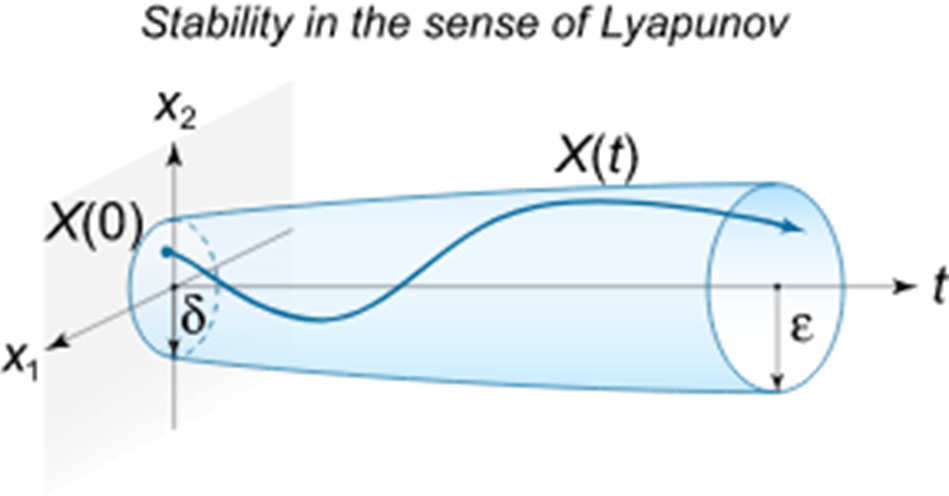 Stability in the sense of Lyapunov
x₂
X(t)
X(0)
t
δ
ε
x₁